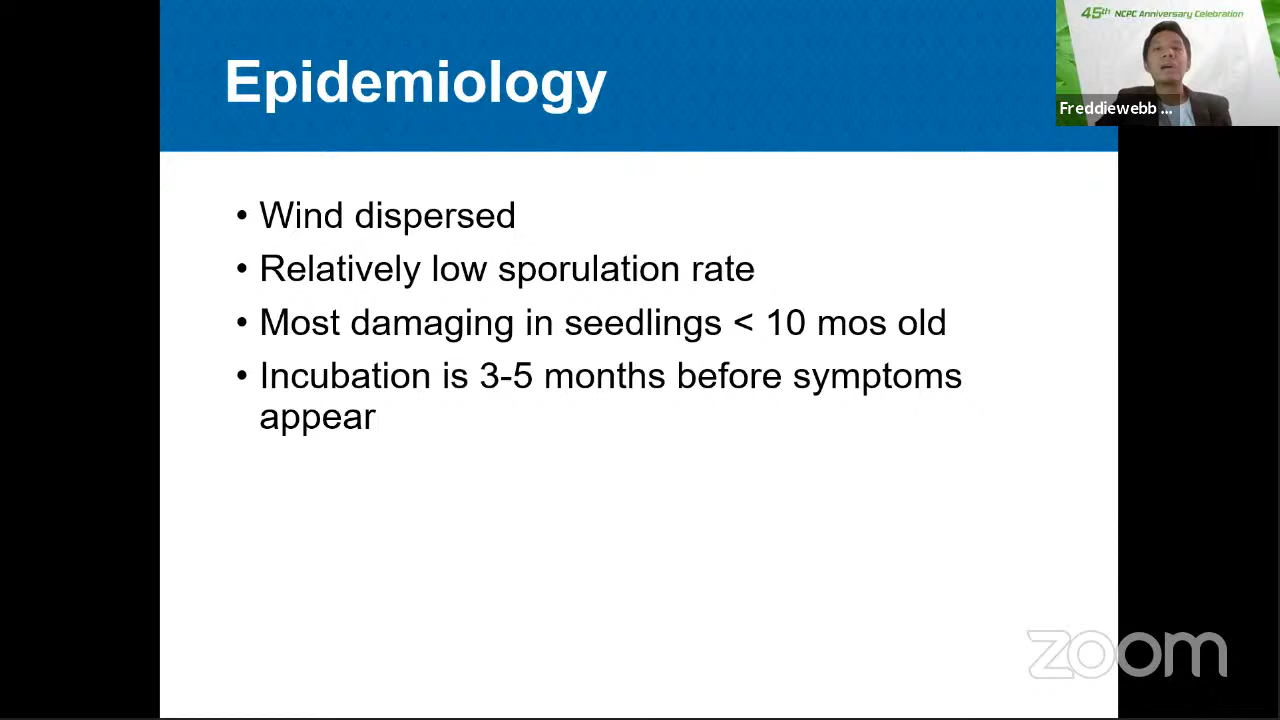 45th NCPC Anniversary Celebration
Freddiewebb ...
Epidemiology
• Wind dispersed
• Relatively low sporulation rate
• Most damaging in seedlings < 10 mos old
• Incubation is 3-5 months before symptoms
appear
zoom